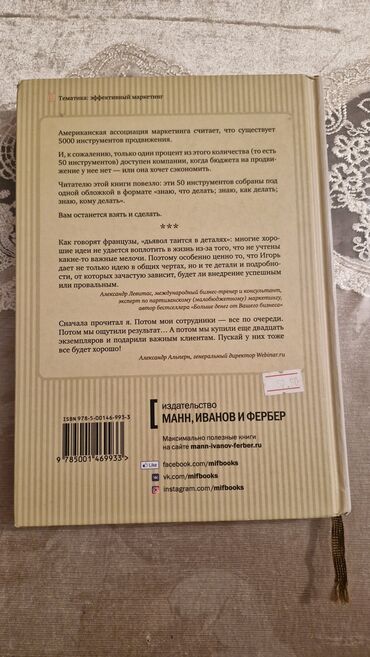 Тематика: эффективный маркетинг
Американская ассоциация маркетинга считает, что существует
5000 инструментов продвижения.
И, к сожалению, только один процент из этого количества (то есть
50 инструментов) доступен компании, когда бюджета на продви-
жение у нее нет — или она хочет сэкономить.
Читателю этой книги повезло: эти 50 инструментов собраны под
одной обложкой в формате «знаю, что делать; знаю, как делать;
знаю, кому делать».
Вам останется взять и сделать.
***
Как говорят французы, «дьявол таится в деталях»: многие хоро-
шие идеи не удается воплотить в жизнь из-за того, что не учтены
какие-то важные мелочи. Поэтому особенно ценно то, что Игорь
дает не только идею в общих чертах, но и те детали и подробно-
сти, от которых зачастую зависит, будет ли внедрение успешным
или провальным.
Александр Левитас, международный бизнес-тренер и консультант,
эксперт по партизанскому (малобюджетному) маркетингу,
автор бестселлера «Больше денег от Вашего бизнеса»
Сначала прочитал я. Потом мои сотрудники — все по очереди.
Потом мы ощутили результат... А потом мы купили еще двадцать
экземпляров и подарили важным клиентам. Пускай у них тоже
все будет хорошо!
Александр Альперн, генеральный директор Webinar.ru
ISBN 978-5-00146-993-3
9 785001 469933 >
издательство
МАНН, ИВАНОВ И ФЕРБЕР
Максимально полезные книги
на сайте mann-ivanov-ferber.ru
Like facebook.com/mifbooks
vk.com/mifbooks
instagram.com/mifbooks